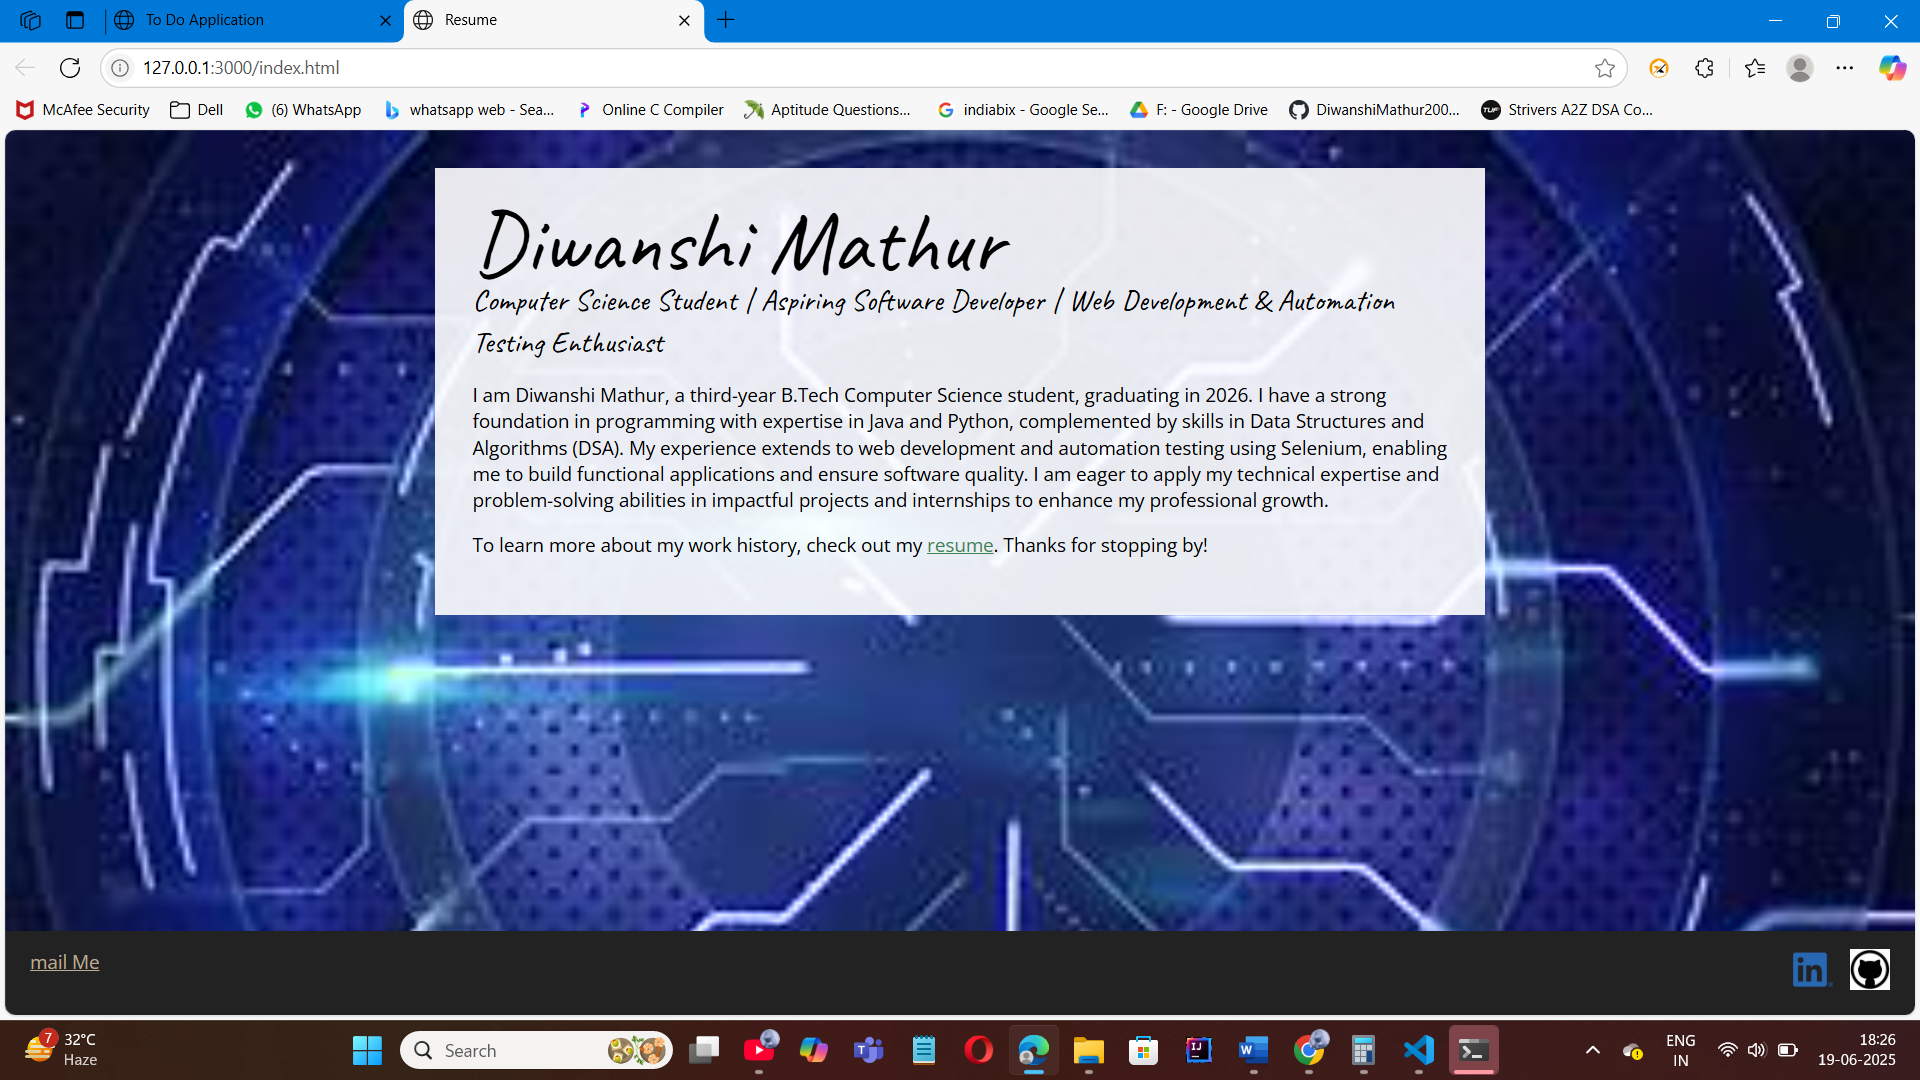 To Do Application
Resume
127.0.0.1:3000/index.html
McAfee Security
Dell
(6) WhatsApp
whatsapp web - Sea...
Online C Compiler
Aptitude Questions...
indiabix - Google Se...
F: - Google Drive
DiwanshiMathur200...
TUF
Strivers A2Z DSA Co...
Diwanshi Mathur
Computer Science Student | Aspiring Software Developer | Web Development & Automation
Testing Enthusiast
I am Diwanshi Mathur, a third-year B.Tech Computer Science student, graduating in 2026. I have a strong
foundation in programming with expertise in Java and Python, complemented by skills in Data Structures and
Algorithms (DSA). My experience extends to web development and automation testing using Selenium, enabling
me to build functional applications and ensure software quality. I am eager to apply my technical expertise and
problem-solving abilities in impactful projects and internships to enhance my professional growth.
To learn more about my work history, check out my resume. Thanks for stopping by!
mail Me
in
7
32°C
Haze
Search
ENG
IN
18:26
19-06-2025